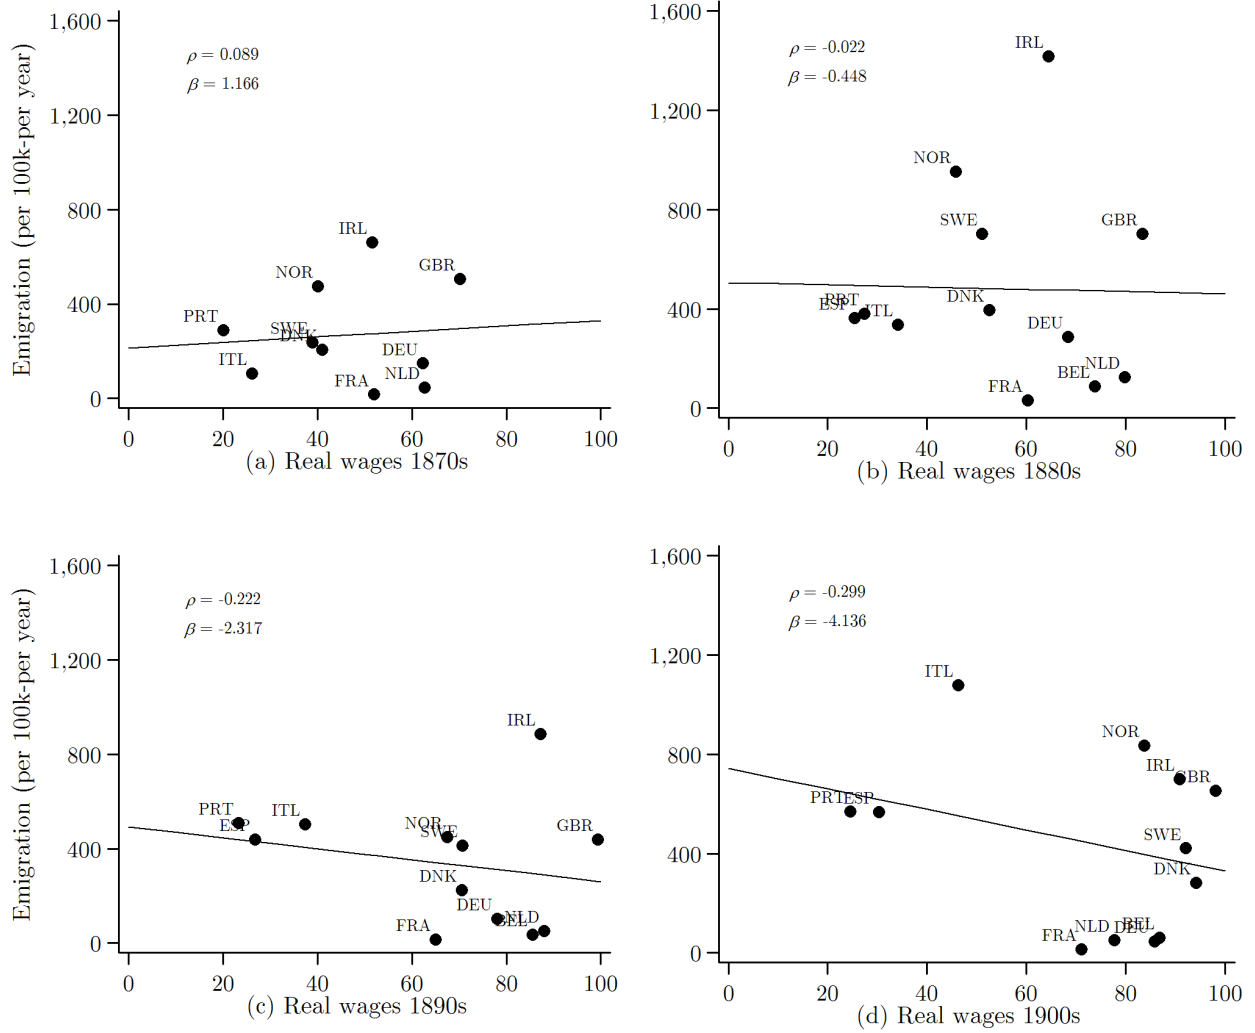 1,600
1,200
800
400
0
Emigration (per 100k-per year)
ρ = 0.089
β = 1.166
IRL
GBR
NOR
PRT
SWE
DNK
ITL
DEU
NLD
FRA
0 20 40 60 80 100
(a) Real wages 1870s
1,600
1,200
800
400
0
ρ = -0.022
β = -0.448
IRL
NOR
SWE
GBR
PRT
ESP
ITL
DNK
DEU
NLD
BEL
FRA
0 20 40 60 80 100
(b) Real wages 1880s
1,600
1,200
800
400
0
Emigration (per 100k-per year)
ρ = -0.222
β = -2.317
IRL
PRT
ITL
ESP
NOR
SWE
GBR
DNK
DEU
NLD
BEL
FRA
0 20 40 60 80 100
(c) Real wages 1890s
1,600
1,200
800
400
0
ρ = -0.299
β = -4.136
ITL
NOR
IRL
GBR
PRT
ESP
SWE
DNK
BEL
DEU
NLD
FRA
0 20 40 60 80 100
(d) Real wages 1900s